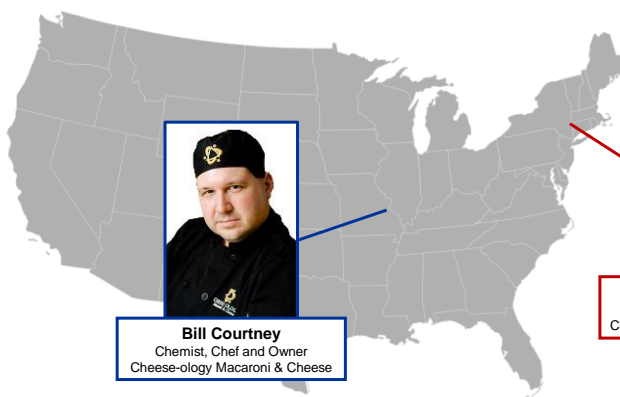 Bill Courtney
Chemist, Chef and Owner
Cheese-ology Macaroni & Cheese
C